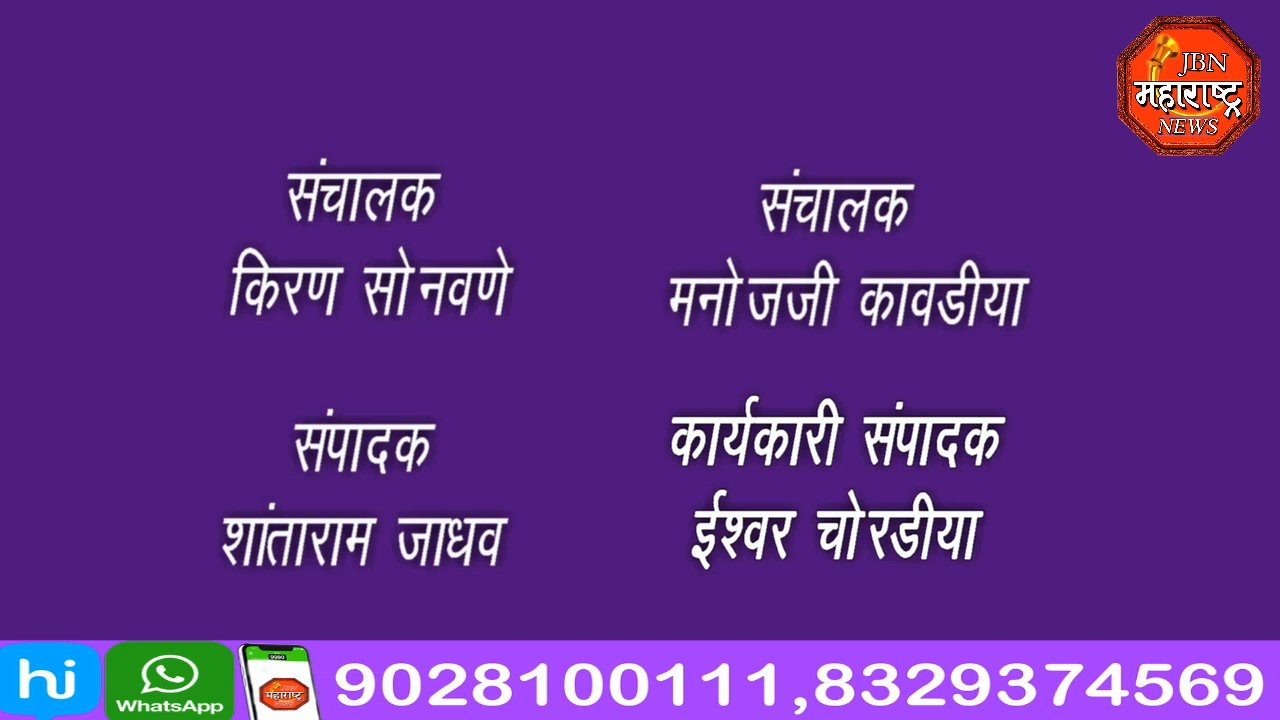 JBN
महाराष्ट्र
NEWS
संचालक
किरण सोनवणे
संचालक
मनोजजी कावडीया
संपादक
शांताराम जाधव
कार्यकारी संपादक
ईश्वर चोरडीया
hi
WhatsApp
महाराष्ट्र
9028100111,8329374569